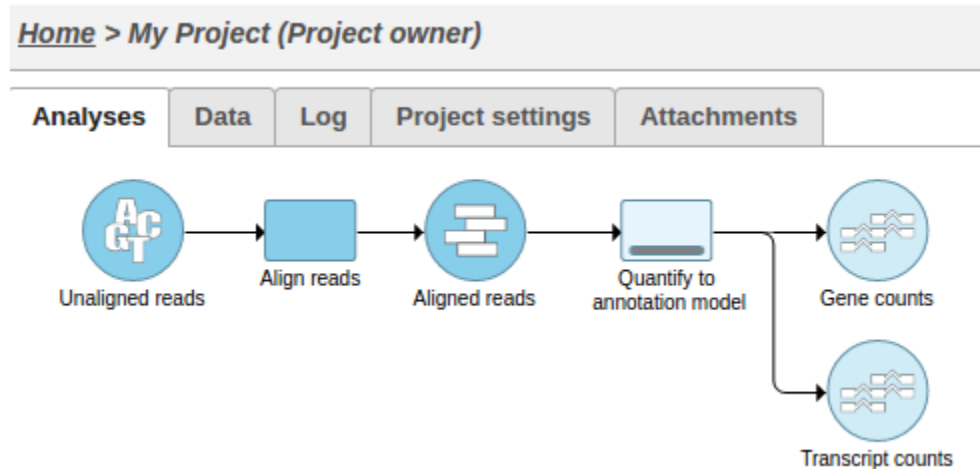 Home > My Project (Project owner)
Analyses
Data
Log
Project settings
Attachments
ACGT
Unaligned reads
Align reads
Aligned reads
Quantify to
annotation model
Gene counts
Transcript counts